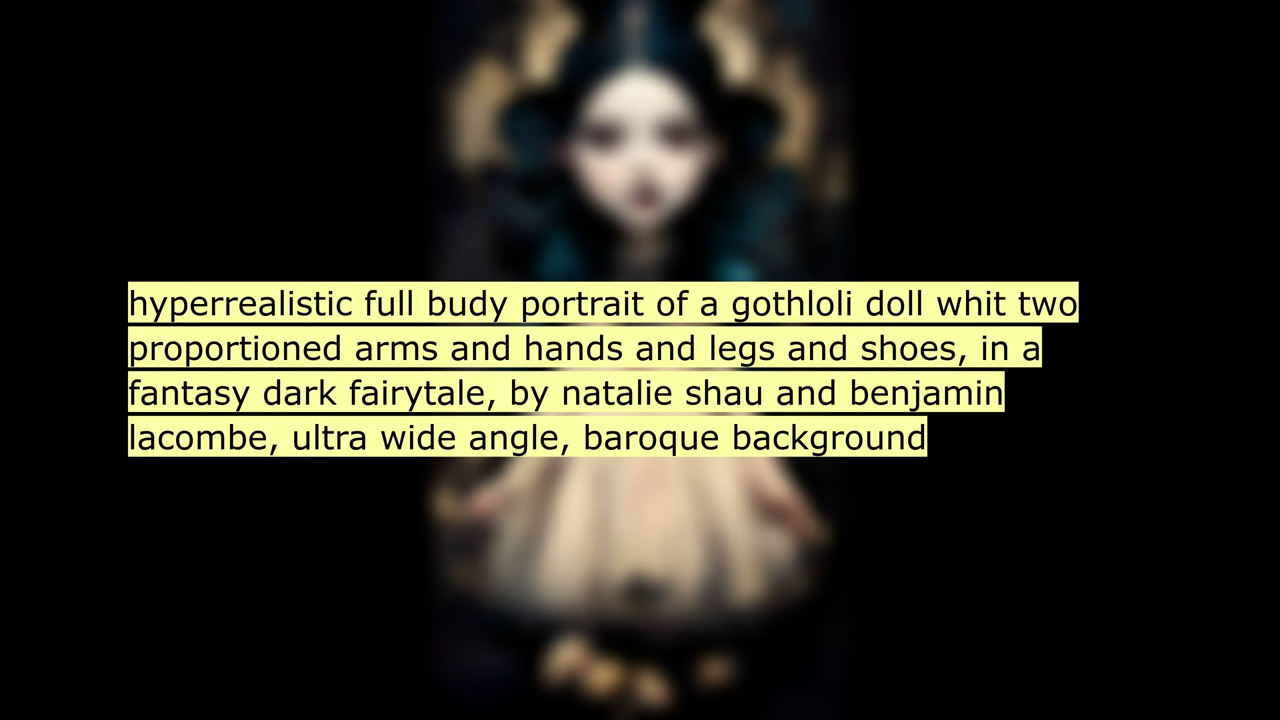 hyperrealistic full budy portrait of a gothloli doll whit two
proportioned arms and hands and legs and shoes, in a
fantasy dark fairytale, by natalie shau and benjamin
lacombe, ultra wide angle, baroque background